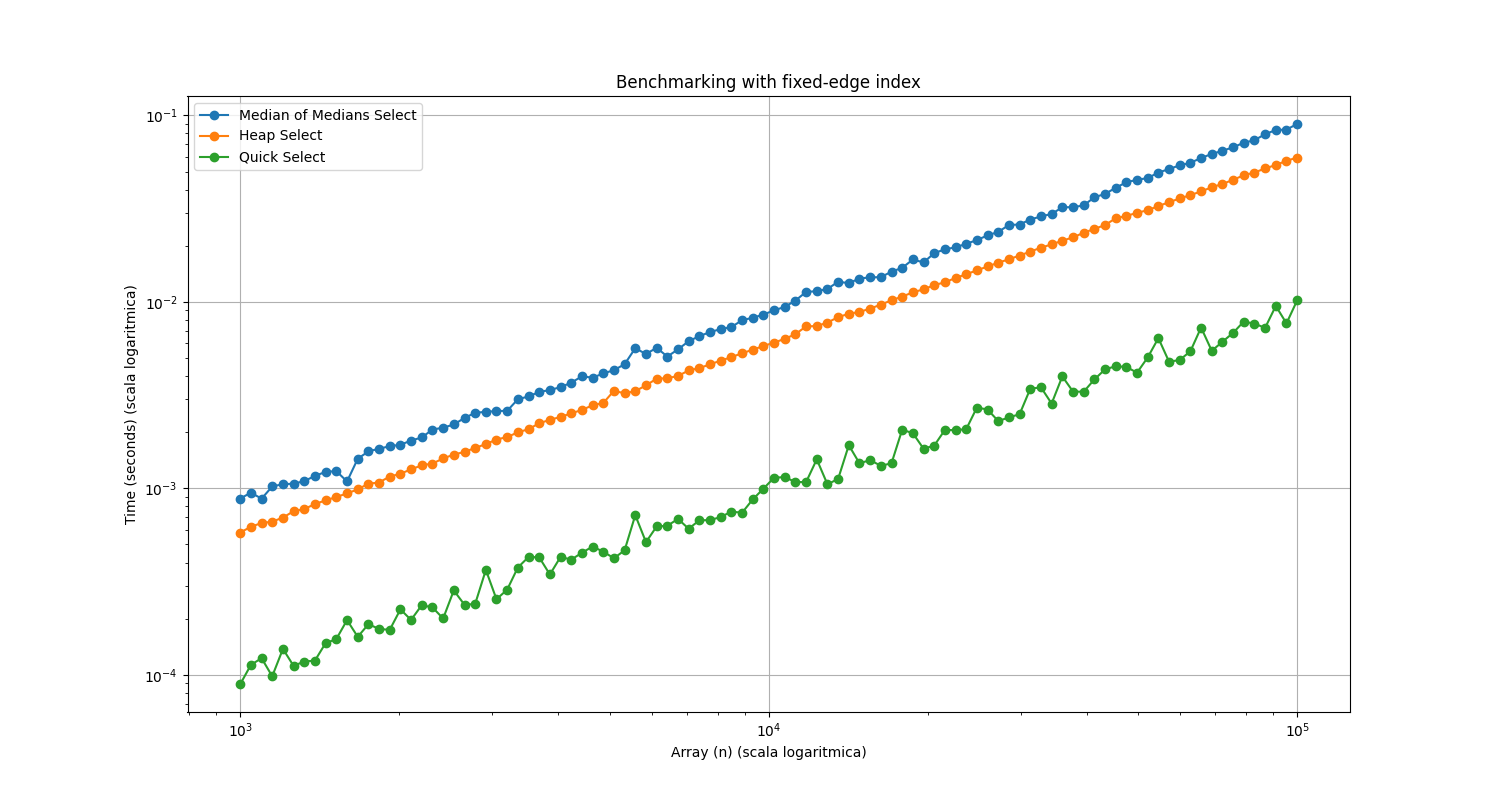 Benchmarking with fixed-edge index
Median of Medians Select
Heap Select
Quick Select
Time (seconds) (scala logaritmica)
10⁻¹
10⁻²
10⁻³
10⁻⁴
10³
10⁴
10⁵
Array (n) (scala logaritmica)